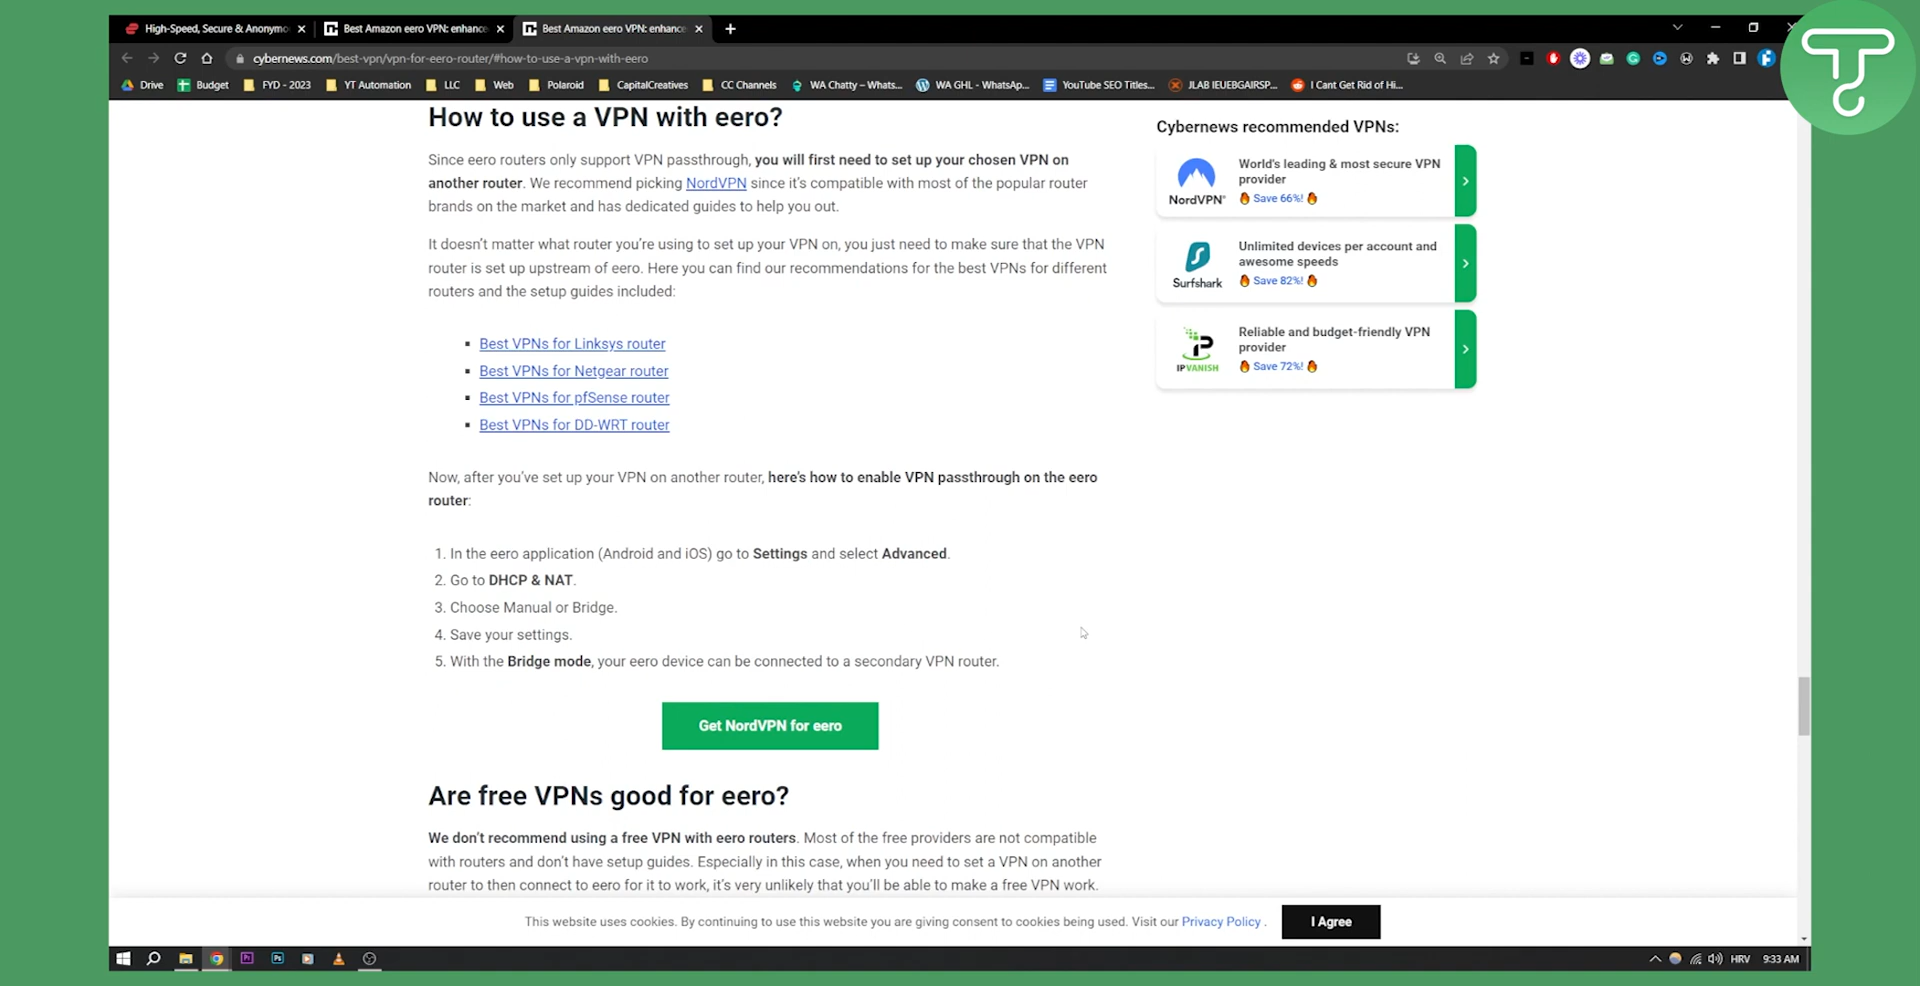 High-Speed, Secure & Anonymo
Best Amazon eero VPN: enhance
Best Amazon eero VPN: enhance
cybernews.com/best-vpn/vpn-for-eero-router/#how-to-use-a-vpn-with-eero
Drive
Budget
FYD - 2023
YT Automation
LLC
Web
Polaroid
CapitalCreatives
CC Channels
WA Chatty – Whats...
WA GHL - WhatsAp...
YouTube SEO Titles...
JLAB IEUEBGAIRSP...
I Cant Get Rid of Hi...
How to use a VPN with eero?
Since eero routers only support VPN passthrough, you will first need to set up your chosen VPN on
another router. We recommend picking NordVPN since it's compatible with most of the popular router
brands on the market and has dedicated guides to help you out.
It doesn't matter what router you're using to set up your VPN on, you just need to make sure that the VPN
router is set up upstream of eero. Here you can find our recommendations for the best VPNs for different
routers and the setup guides included:
Best VPNs for Linksys router
Best VPNs for Netgear router
Best VPNs for pfSense router
Best VPNs for DD-WRT router
Now, after you've set up your VPN on another router, here's how to enable VPN passthrough on the eero
router:
1. In the eero application (Android and iOS) go to Settings and select Advanced.
2. Go to DHCP & NAT.
3. Choose Manual or Bridge.
4. Save your settings.
5. With the Bridge mode, your eero device can be connected to a secondary VPN router.
Get NordVPN for eero
Are free VPNs good for eero?
We don't recommend using a free VPN with eero routers. Most of the free providers are not compatible
with routers and don't have setup guides. Especially in this case, when you need to set a VPN on another
router to then connect to eero for it to work, it's very unlikely that you'll be able to make a free VPN work.
Cybernews recommended VPNs:
NordVPN®
World's leading & most secure VPN
provider
Save 66%!
Surfshark
Unlimited devices per account and
awesome speeds
Save 82%!
IPVANISH
Reliable and budget-friendly VPN
provider
Save 72%!
This website uses cookies. By continuing to use this website you are giving consent to cookies being used. Visit our Privacy Policy .
I Agree
Pr
Ps
HRV
9:33 AM